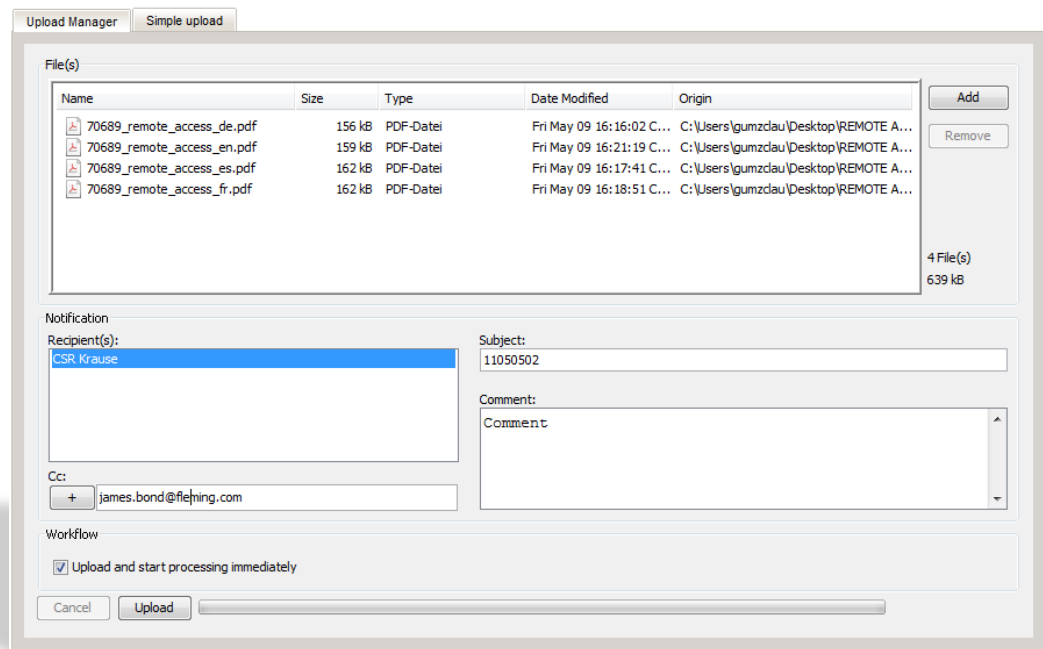 Upload Manager Simple upload
File(s)
Name Size Type Date Modified Origin
70689_remote_access_de.pdf 156 kB PDF-Datei Fri May 09 16:16:02 C... C:\Users\gumzclau\Desktop\REMOTE A...
70689_remote_access_en.pdf 159 kB PDF-Datei Fri May 09 16:21:19 C... C:\Users\gumzclau\Desktop\REMOTE A...
70689_remote_access_es.pdf 162 kB PDF-Datei Fri May 09 16:17:41 C... C:\Users\gumzclau\Desktop\REMOTE A...
70689_remote_access_fr.pdf 162 kB PDF-Datei Fri May 09 16:18:51 C... C:\Users\gumzclau\Desktop\REMOTE A...
Add
Remove
4 File(s)
639 kB
Notification
Recipient(s):
CSR Krause
Cc:
+ james.bond@fleming.com
Subject:
11050502
Comment:
Comment
Workflow
Upload and start processing immediately
Cancel Upload